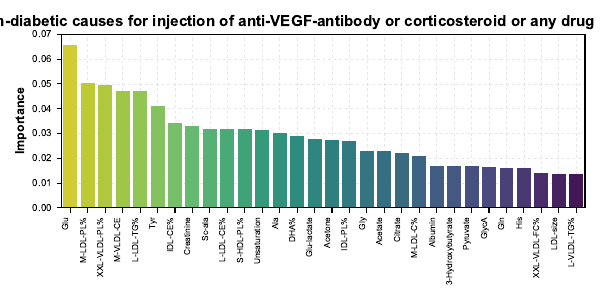 n-diabetic causes for injection of anti-VEGF-antibody or corticosteroid or any drug
0.07
0.06
0.05
0.04
0.03
0.02
0.01
0.00
Importance
Glu
M-LDL-PL%
XXL-VLDL-PL%
M-VLDL-CE
L-LDL-TG%
Tyr
IDL-CE%
Creatinine
Sc-ala
L-LDL-CE%
S-HDL-PL%
Unsaturation
Ala
DHA%
Glu-lactate
Acetone
IDL-PL%
Gly
Acetate
Citrate
M-LDL-C%
Albumin
3-Hydroxybutyrate
Pyruvate
GlycA
Gln
His
XXL-VLDL-FC%
LDL-size
L-VLDL-TG%